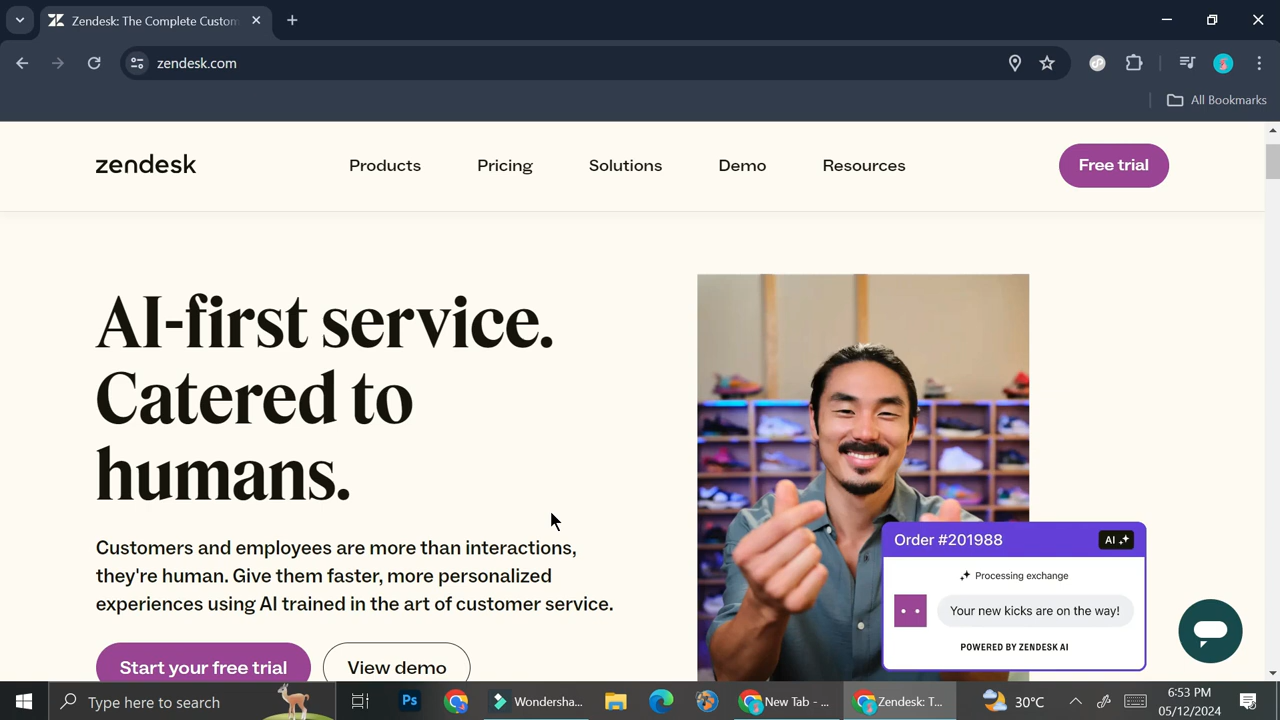 Zendesk: The Complete Custom
zendesk.com
All Bookmarks
zendesk
Products
Pricing
Solutions
Demo
Resources
Free trial
AI-first service.
Catered to
humans.
Customers and employees are more than interactions,
they're human. Give them faster, more personalized
experiences using AI trained in the art of customer service.
Start your free trial
View demo
Order #201988
AI
Processing exchange
Your new kicks are on the way!
POWERED BY ZENDESK AI
Type here to search
Ps
Wondersha...
New Tab - ...
Zendesk: T...
30°C
6:53 PM
05/12/2024